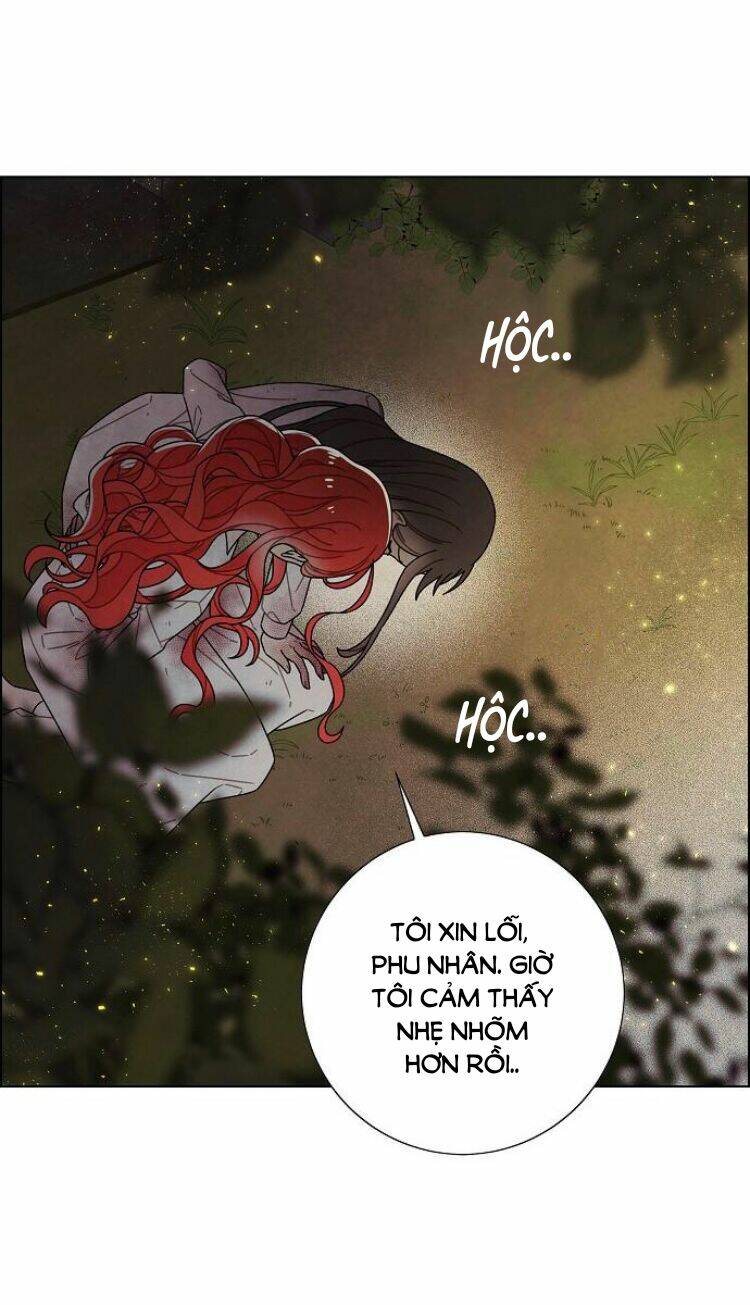 HỘC..
HỘC..
TÔI XIN LỖI,
PHU NHÂN. GIỜ
TÔI CẢM THẤY
NHẸ NHÕM
HƠN RỒI..